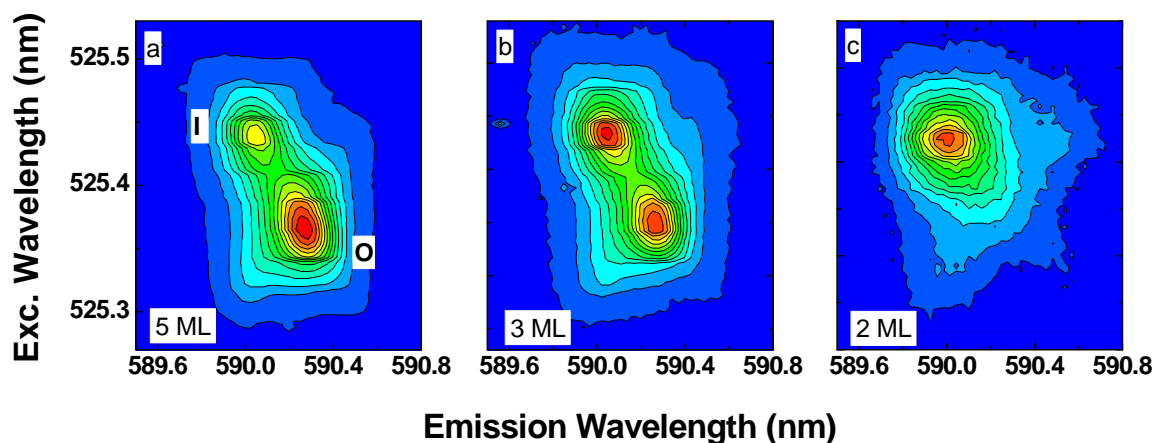 Exc. Wavelength (nm)
525.5
525.4
525.3
a
I
O
5 ML
589.6 590.0 590.4 590.8
b
3 ML
589.6 590.0 590.4 590.8
c
2 ML
589.6 590.0 590.4 590.8
Emission Wavelength (nm)